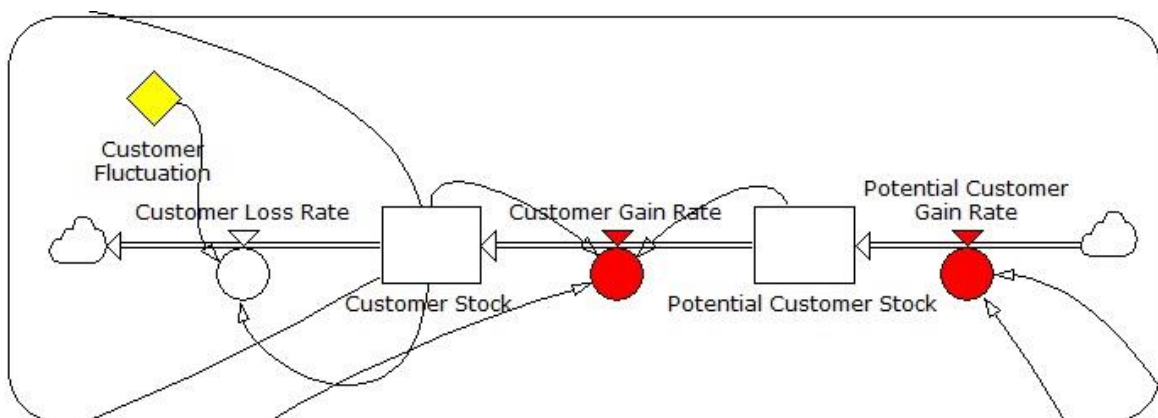 Customer
Fluctuation
Customer Loss Rate
Customer Gain Rate
Potential Customer
Gain Rate
Customer Stock
Potential Customer Stock